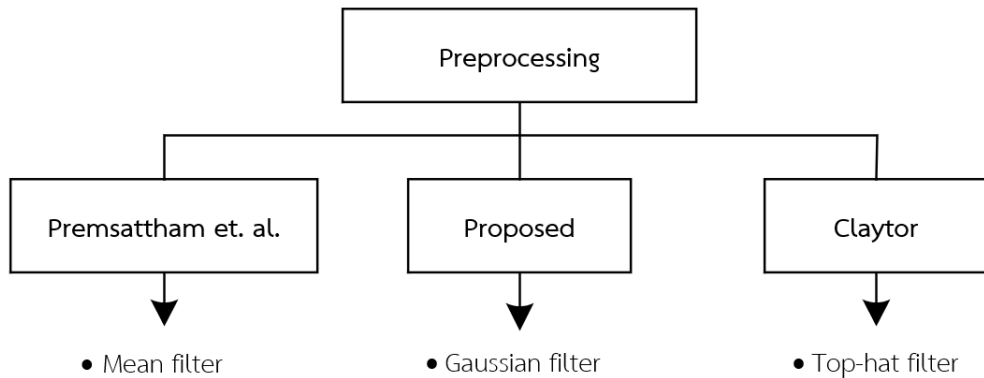 Preprocessing
Premsattham et. al.
Proposed
Claytor
• Mean filter
• Gaussian filter
• Top-hat filter